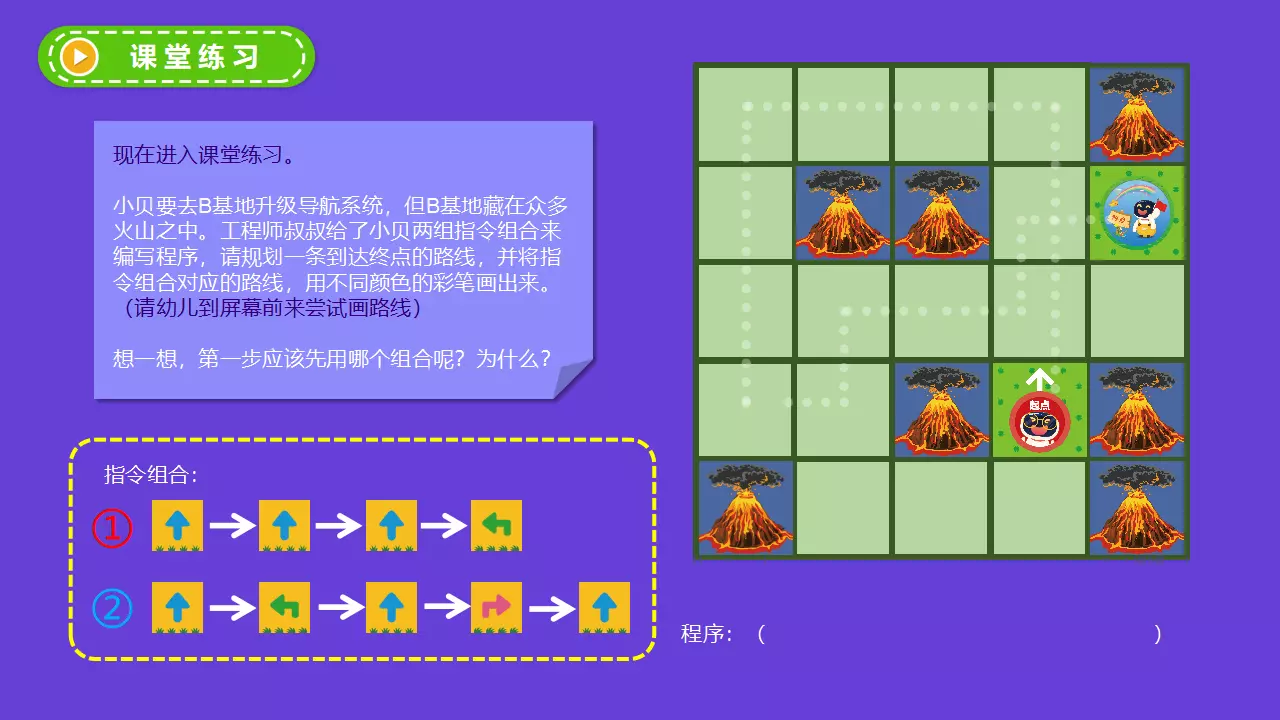 课堂练习
现在进入课堂练习。
小贝要去B基地升级导航系统，但B基地藏在众多
火山之中。工程师叔叔给了小贝两组指令组合来
编写程序，请规划一条到达终点的路线，并将指
令组合对应的路线，用不同颜色的彩笔画出来。
（请幼儿到屏幕前来尝试画路线）
想一想，第一步应该先用哪个组合呢？为什么？
起点
指令组合：
①
②
程序：（ ）